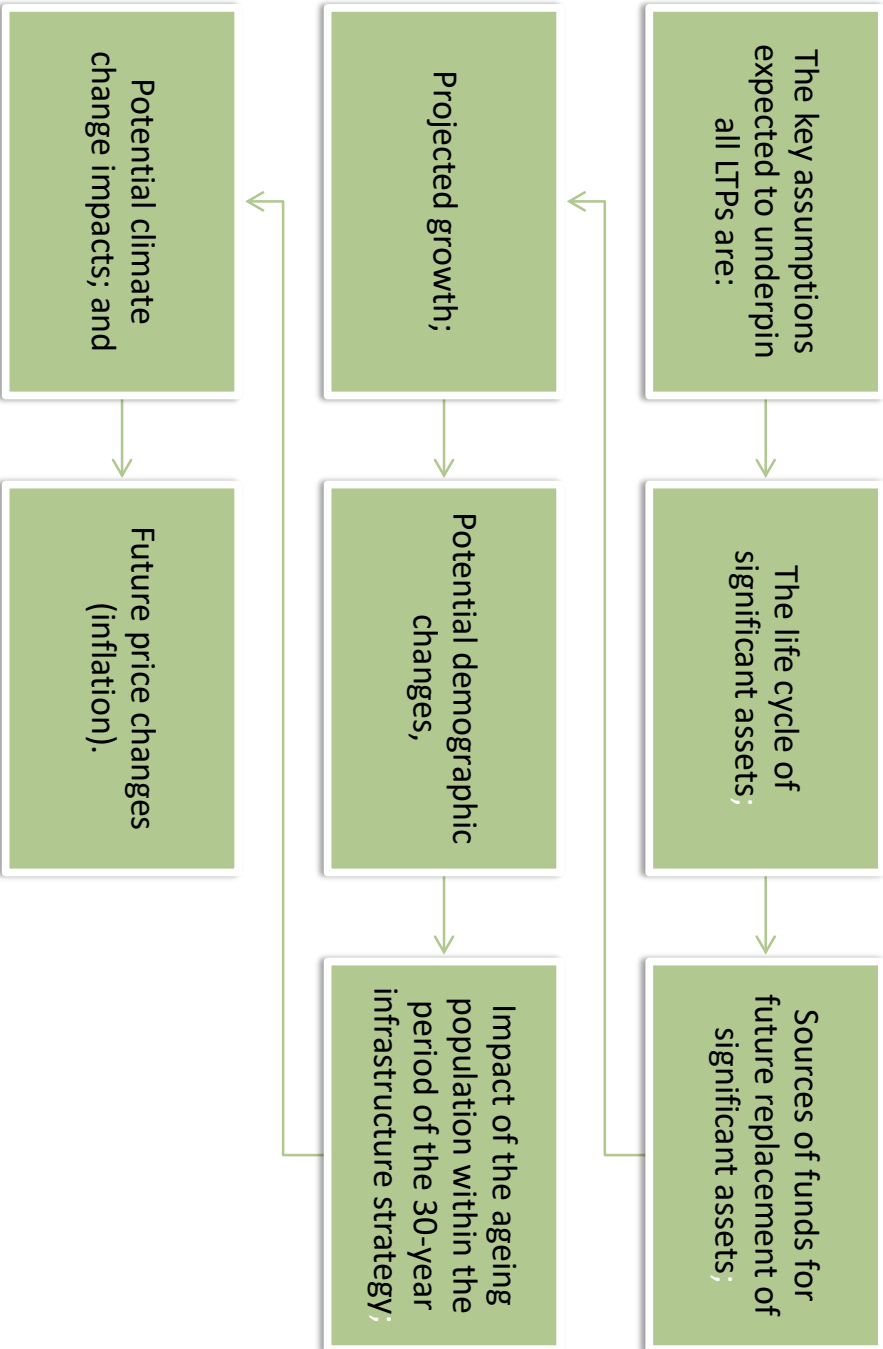 The key assumptions
expected to underpin
all LTPs are:
The life cycle of
significant assets;
Sources of funds for
future replacement of
significant assets;
Projected growth;
Potential demographic
changes,
Impact of the ageing
population within the
period of the 30-year
infrastructure strategy;
Potential climate
change impacts; and
Future price changes
(inflation).